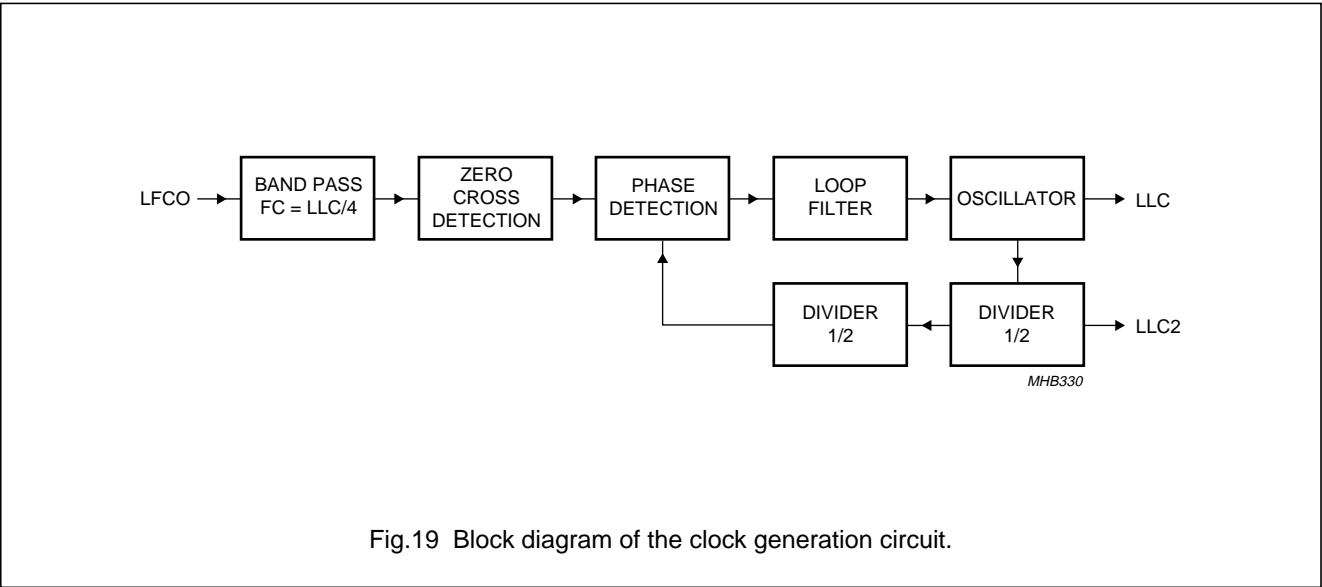 LFCO
BAND PASS
FC = LLC/4
ZERO
CROSS
DETECTION
PHASE
DETECTION
LOOP
FILTER
OSCILLATOR
LLC
DIVIDER
1/2
DIVIDER
1/2
LLC2
MHB330
Fig.19 Block diagram of the clock generation circuit.